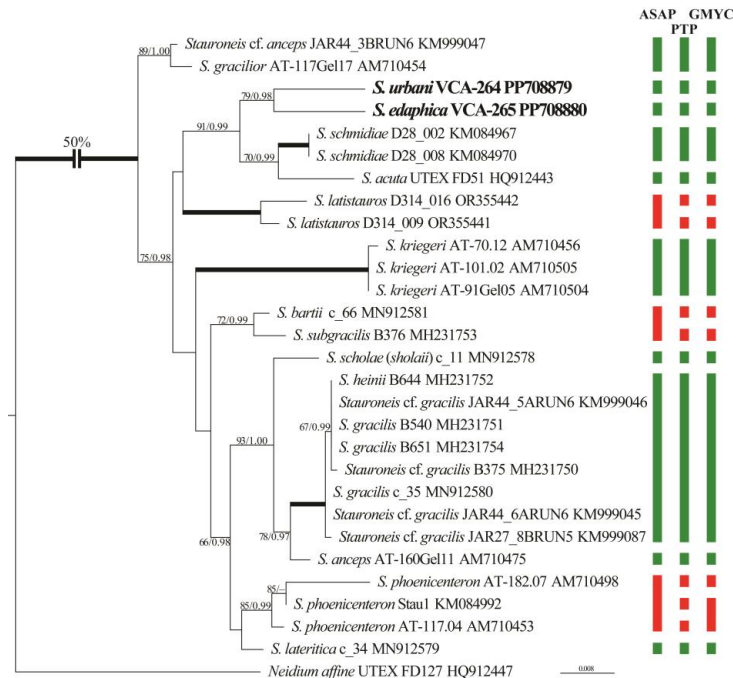 ASAP GMYC
PTP
Stauroneis cf. anceps JAR44_3BRUN6 KM999047
89/1.00
S. gracilior AT-117Gel17 AM710454
S. urbani VCA-264 PP708879
79/0.98
S. edaphica VCA-265 PP708880
91/0.99
S. schmidiae D28_002 KM084967
50%
S. schmidiae D28_008 KM084970
70/0.99
S. acuta UTEX FD51 HQ912443
S. latistauros D314_016 OR355442
S. latistauros D314_009 OR355441
S. kriegeri AT-70.12 AM710456
75/0.98
S. kriegeri AT-101.02 AM710505
S. kriegeri AT-91Gel05 AM710504
S. bartii c_66 MN912581
72/0.99
S. subgracilis B376 MH231753
S. scholae (sholaii) c_11 MN912578
S. heinii B644 MH231752
Stauroneis cf. gracilis JAR44_5ARUN6 KM999046
67/0.99
S. gracilis B540 MH231751
93/1.00
S. gracilis B651 MH231754
Stauroneis cf. gracilis B375 MH231750
S. gracilis c_35 MN912580
Stauroneis cf. gracilis JAR44_6ARUN6 KM999045
78/0.97
Stauroneis cf. gracilis JAR27_8BRUN5 KM999087
66/0.98
S. anceps AT-160Gel11 AM710475
S. phoenicenteron AT-182.07 AM710498
85/–
S. phoenicenteron Stau1 KM084992
85/0.99
S. phoenicenteron AT-117.04 AM710453
S. lateritica c_34 MN912579
Neidium affine UTEX FD127 HQ912447
0.008